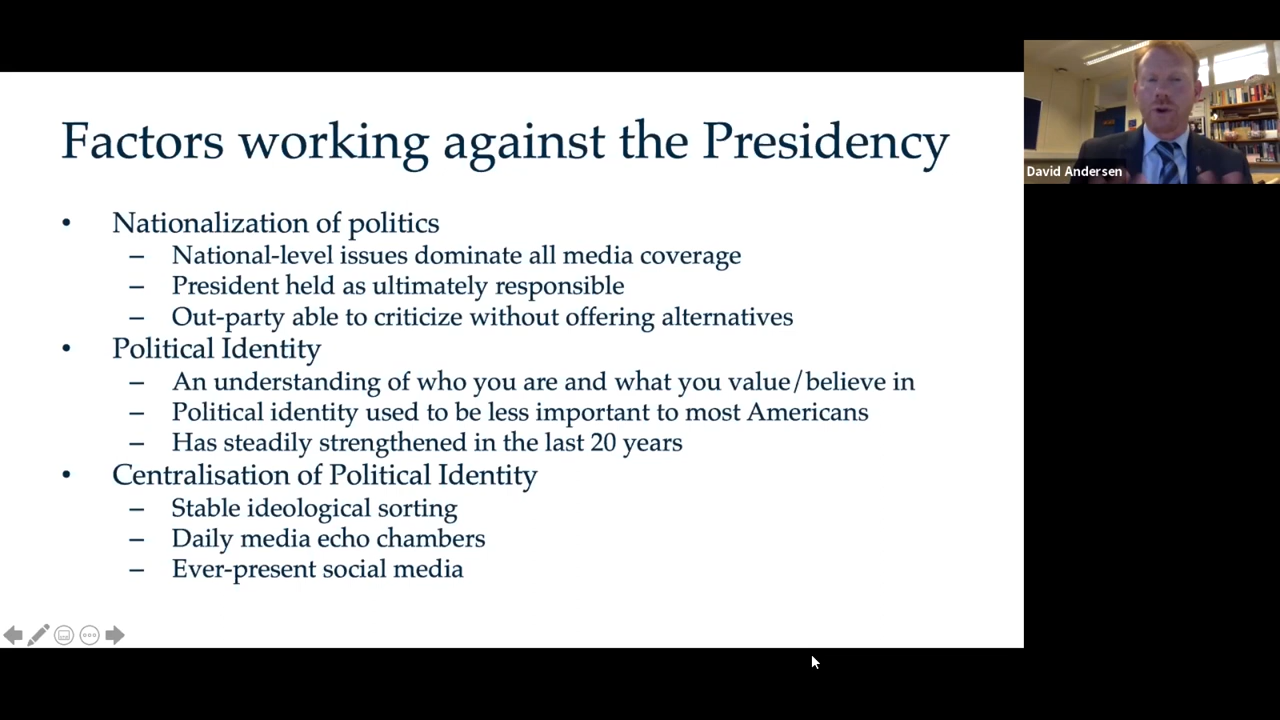 Factors working against the Presidency
• Nationalization of politics
– National-level issues dominate all media coverage
– President held as ultimately responsible
– Out-party able to criticize without offering alternatives
• Political Identity
– An understanding of who you are and what you value/believe in
– Political identity used to be less important to most Americans
– Has steadily strengthened in the last 20 years
• Centralisation of Political Identity
– Stable ideological sorting
– Daily media echo chambers
– Ever-present social media
David Andersen